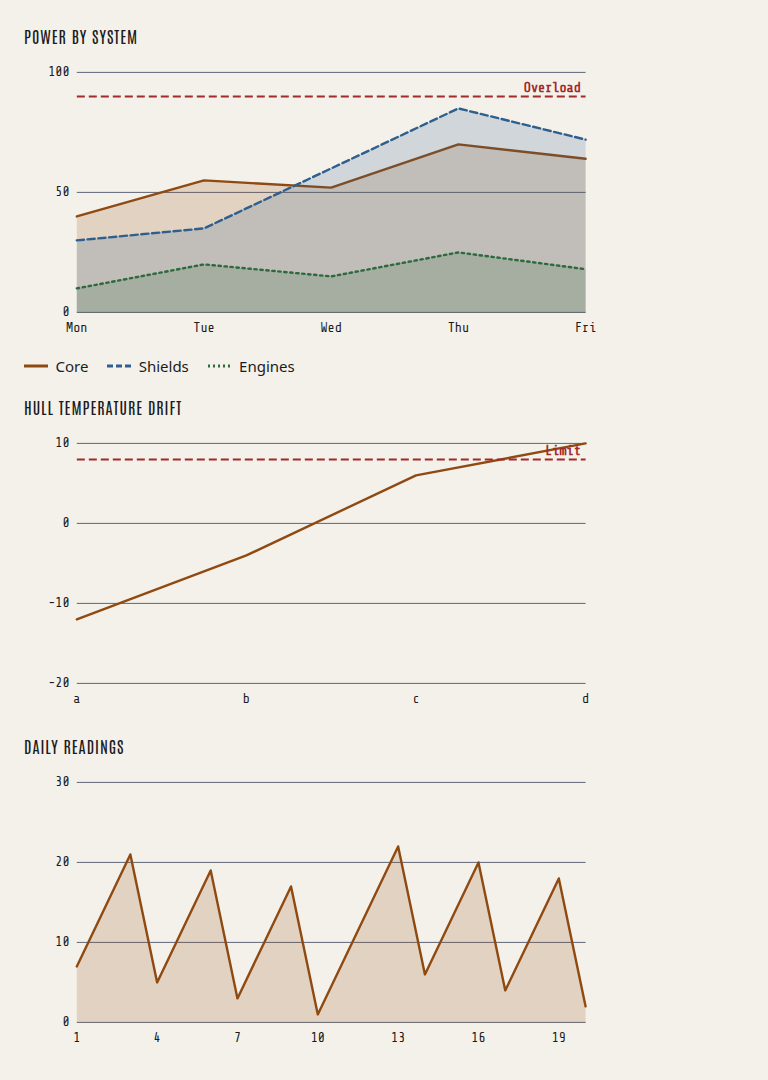 POWER BY SYSTEM
100
Overload
50
0
Mon Tue Wed Thu Fri
Core Shields Engines
HULL TEMPERATURE DRIFT
10
Limit
0
−10
−20
a b c d
DAILY READINGS
30
20
10
0
1 4 7 10 13 16 19